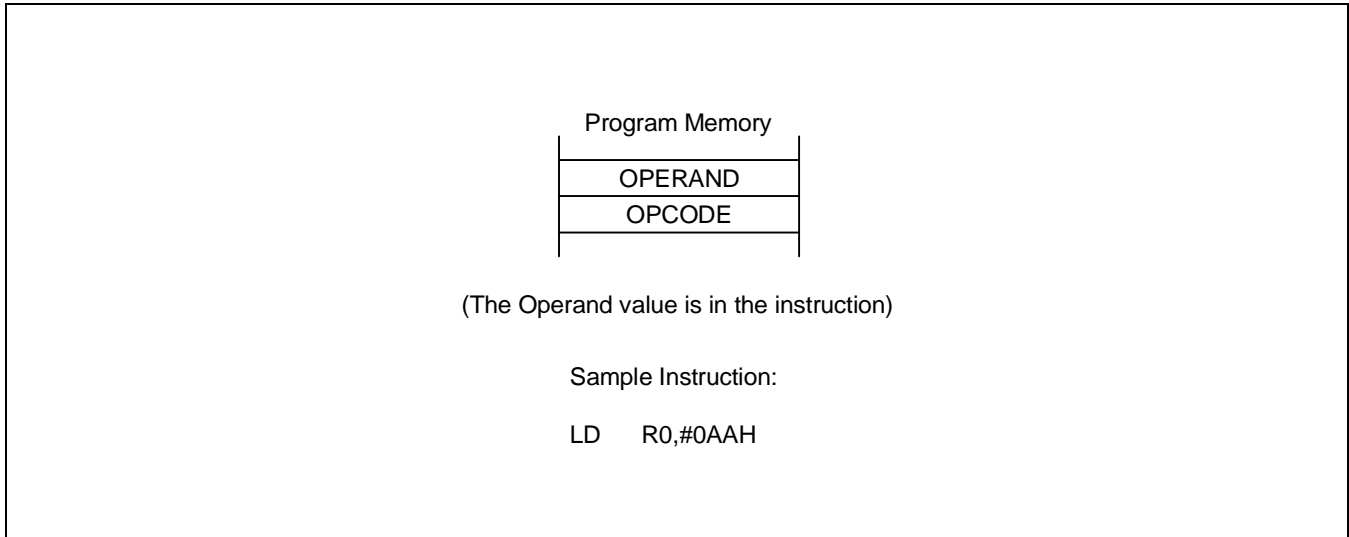 Program Memory
OPERAND
OPCODE
(The Operand value is in the instruction)
Sample Instruction:
LD R0,#0AAH